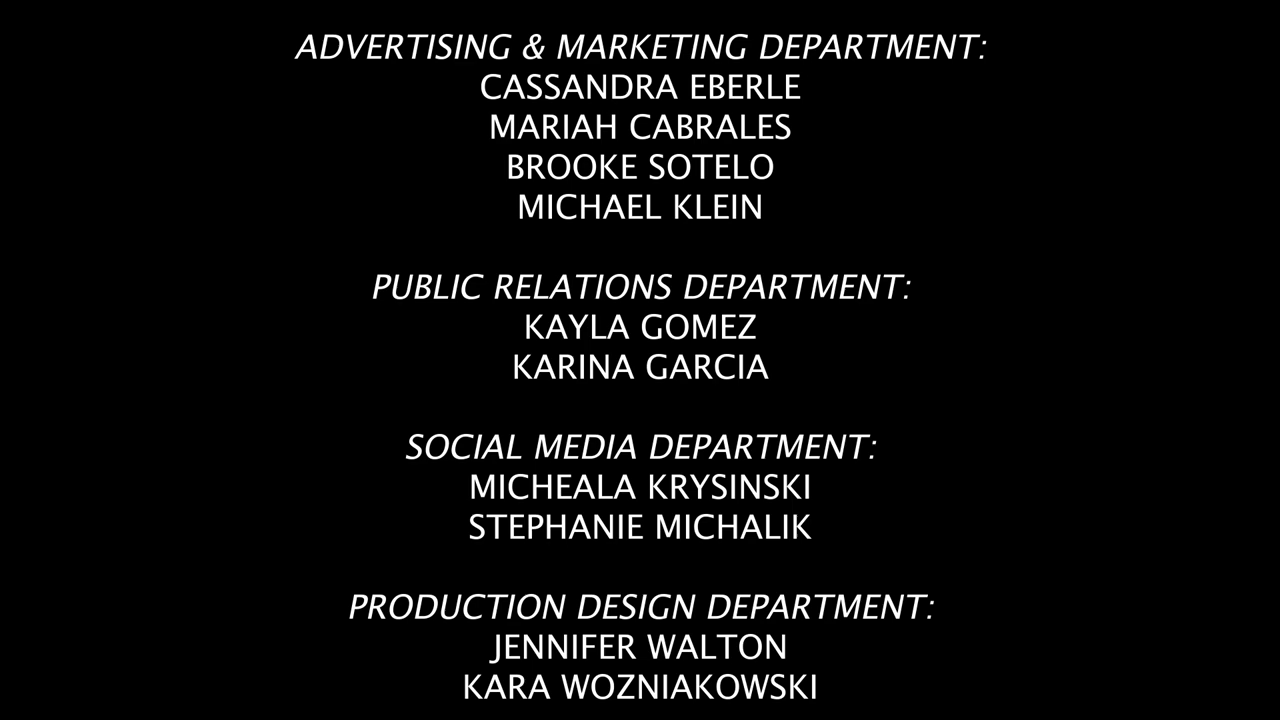 ADVERTISING & MARKETING DEPARTMENT:
CASSANDRA EBERLE
MARIAH CABRALES
BROOKE SOTELO
MICHAEL KLEIN
PUBLIC RELATIONS DEPARTMENT:
KAYLA GOMEZ
KARINA GARCIA
SOCIAL MEDIA DEPARTMENT:
MICHEALA KRYSINSKI
STEPHANIE MICHALIK
PRODUCTION DESIGN DEPARTMENT:
JENNIFER WALTON
KARA WOZNIAKOWSKI